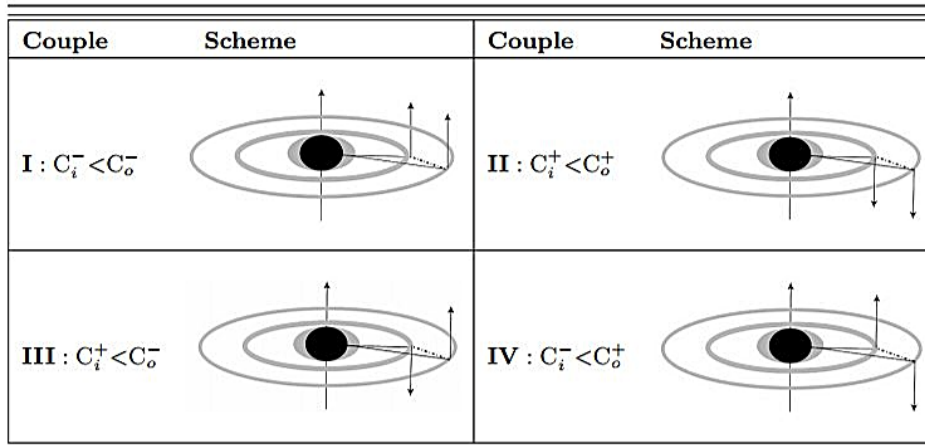 Couple Scheme Couple Scheme
I : C_i^- <C_o^- II : C_i^+ <C_o^+
III : C_i^+ <C_o^- IV : C_i^- <C_o^+